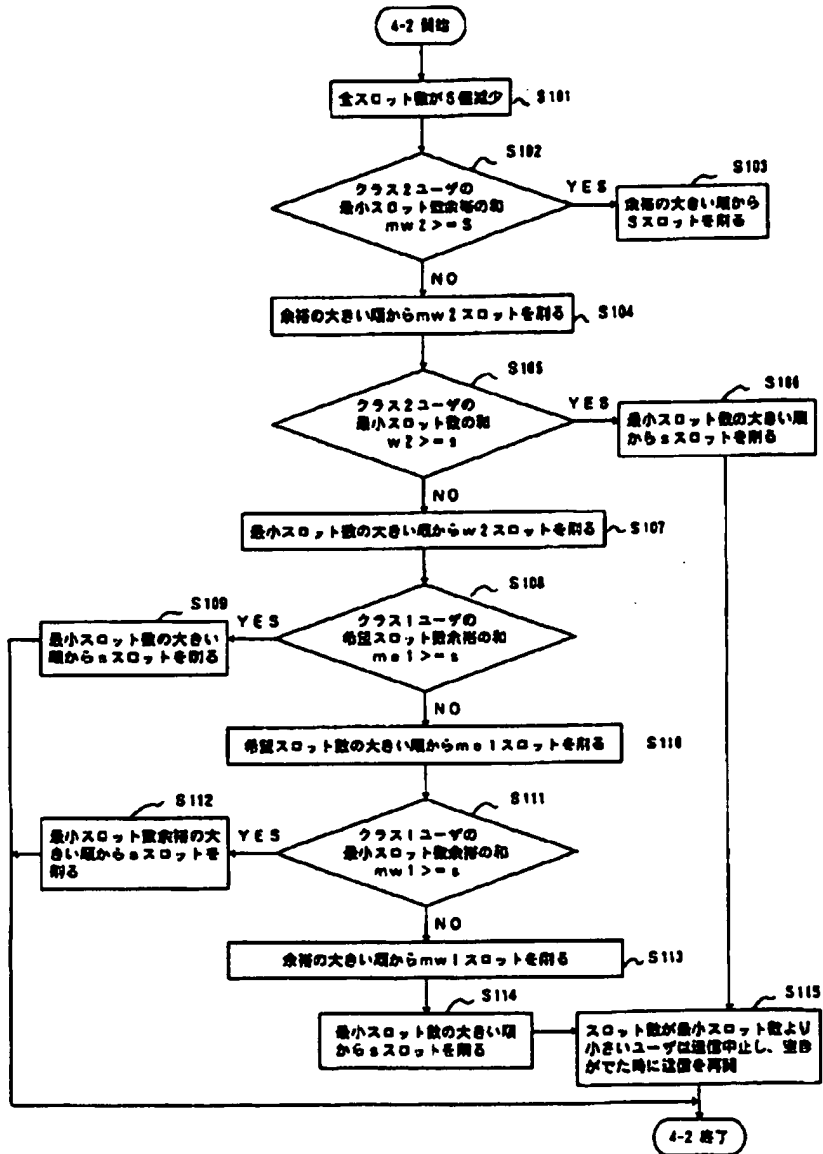 4-2 開始
全スロット数がS個減少
S101
S102
クラス2ユーザの
最小スロット数余裕の和
mw2>=S
YES
S103
余裕の大きい順から
Sスロットを削る
NO
余裕の大きい順からmw2スロットを削る
S104
S105
クラス2ユーザの
最小スロット数の和
w2>=s
YES
S106
最小スロット数の大きい順
からsスロットを削る
NO
最小スロット数の大きい順からw2スロットを削る
S107
S108
クラス1ユーザの
希望スロット数余裕の和
me1>=s
YES
S109
最小スロット数の大きい
順からsスロットを削る
NO
希望スロット数の大きい順からme1スロットを削る
S110
S111
クラス1ユーザの
最小スロット数余裕の和
mw1>=s
YES
S112
最小スロット数余裕の大
きい順からsスロットを
削る
NO
余裕の大きい順からmw1スロットを削る
S113
S114
最小スロット数の大きい順
からsスロットを削る
S115
スロット数が最小スロット数より
小さいユーザは送信中止し、空き
がでた時に送信を再開
4-2 終了